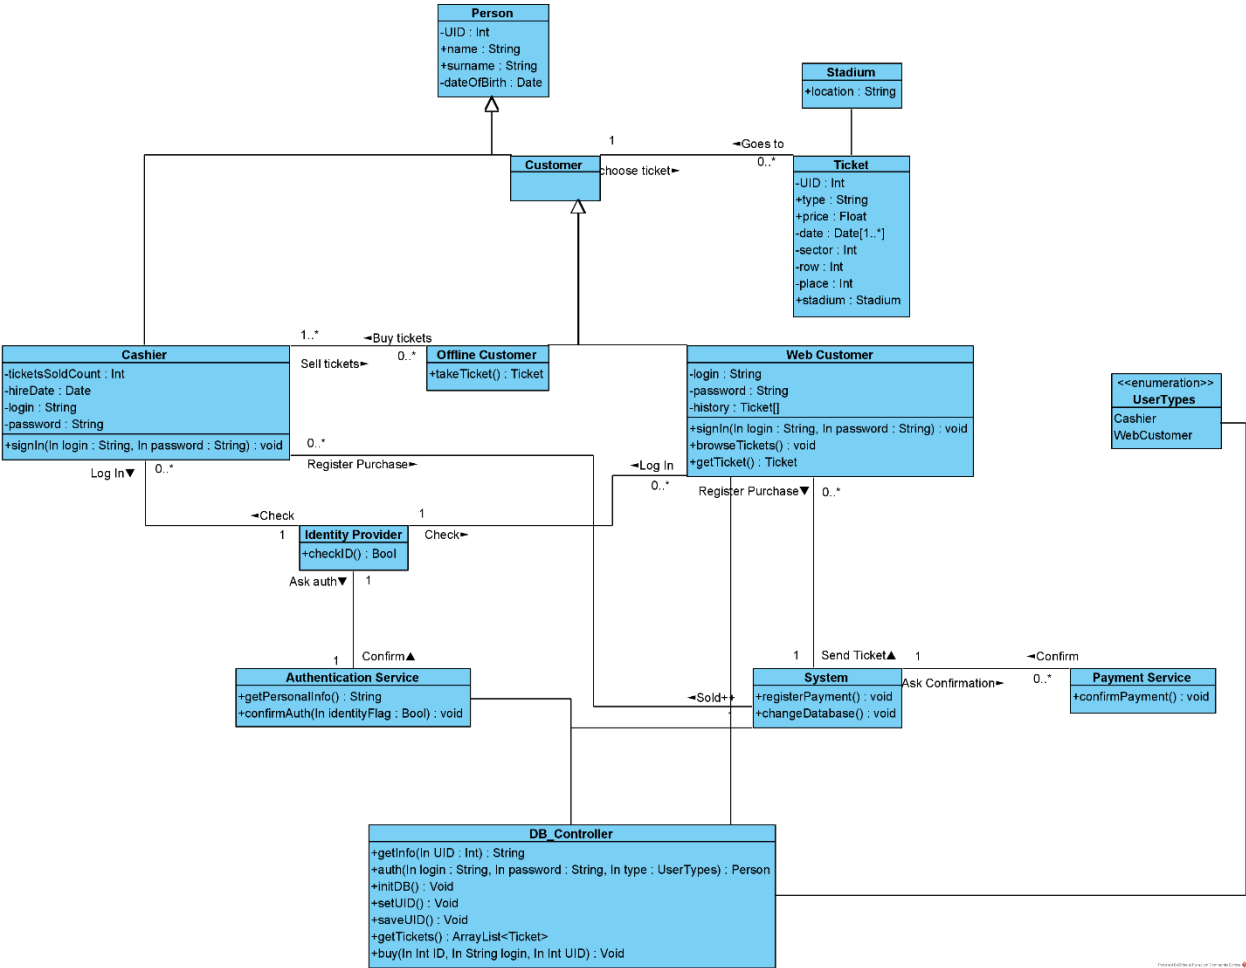 Person
-UID : Int
+name : String
+surname : String
-dateOfBirth : Date
Stadium
+location : String
Customer
1
◄Goes to
0..*
choose ticket►
Ticket
-UID : Int
+type : String
+price : Float
-date : Date[1..*]
-sector : Int
-row : Int
-place : Int
+stadium : Stadium
Cashier
-ticketsSoldCount : Int
-hireDate : Date
-login : String
-password : String
+signIn(In login : String, In password : String) : void
1..*
◄Buy tickets
0..*
Sell tickets►
Offline Customer
+takeTicket() : Ticket
Web Customer
-login : String
-password : String
-history : Ticket[]
+signIn(In login : String, In password : String) : void
+browseTickets() : void
+getTicket() : Ticket
<<enumeration>>
UserTypes
Cashier
WebCustomer
0..*
Register Purchase►
Log In▼
0..*
◄Log In
0..*
Register Purchase▼
0..*
◄Check
1
1
Check►
Identity Provider
+checkID() : Bool
Ask auth▼
1
1
Confirm▲
Authentication Service
+getPersonalInfo() : String
+confirmAuth(In identityFlag : Bool) : void
1
Send Ticket▲
1
◄Confirm
Ask Confirmation►
0..*
◄Sold++
1
System
+registerPayment() : void
+changeDatabase() : void
Payment Service
+confirmPayment() : void
DB_Controller
+getInfo(In UID : Int) : String
+auth(In login : String, In password : String, In type : UserTypes) : Person
+initDB() : Void
+setUID() : Void
+saveUID() : Void
+getTickets() : ArrayList<Ticket>
+buy(In Int ID, In String login, In Int UID) : Void